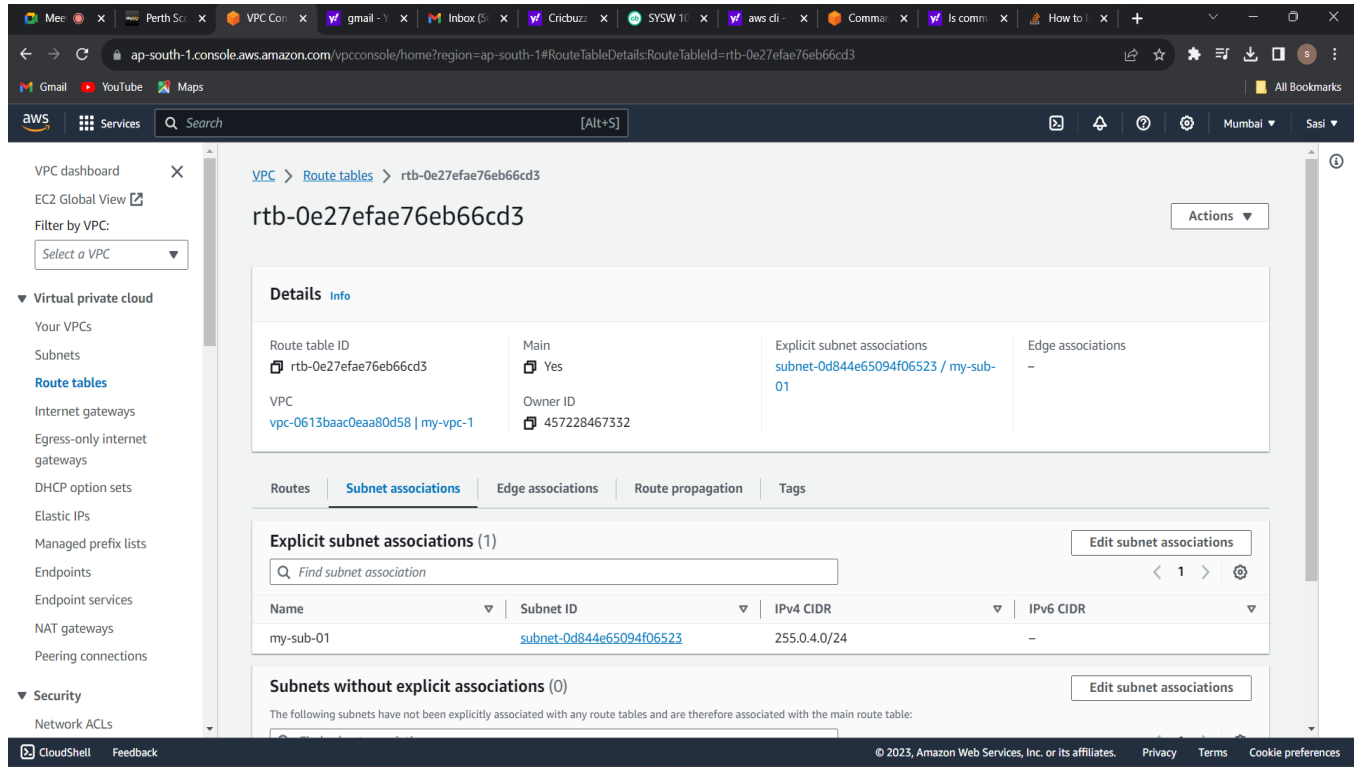 Mee
Perth Sco
VPC Con
gmail - Y
Inbox (5
Cricbuzz
SYSW 10
aws cli -
Comman
Is comm
How to
ap-south-1.console.aws.amazon.com/vpcconsole/home?region=ap-south-1#RouteTableDetails:RouteTableId=rtb-0e27efae76eb66cd3
S
Gmail YouTube Maps All Bookmarks
aws Services Search [Alt+S] Mumbai Sasi
VPC dashboard
EC2 Global View
Filter by VPC:
Select a VPC
Virtual private cloud
Your VPCs
Subnets
Route tables
Internet gateways
Egress-only internet
gateways
DHCP option sets
Elastic IPs
Managed prefix lists
Endpoints
Endpoint services
NAT gateways
Peering connections
Security
Network ACLs
VPC > Route tables > rtb-0e27efae76eb66cd3
rtb-0e27efae76eb66cd3
Actions
Details Info
Route table ID
rtb-0e27efae76eb66cd3
Main
Yes
Explicit subnet associations
subnet-0d844e65094f06523 / my-sub-
01
Edge associations
–
VPC
vpc-0613baac0eaa80d58 | my-vpc-1
Owner ID
457228467332
Routes Subnet associations Edge associations Route propagation Tags
Explicit subnet associations (1)
Edit subnet associations
Find subnet association
1
Name Subnet ID IPv4 CIDR IPv6 CIDR
my-sub-01 subnet-0d844e65094f06523 255.0.4.0/24 –
Subnets without explicit associations (0)
Edit subnet associations
The following subnets have not been explicitly associated with any route tables and are therefore associated with the main route table:
CloudShell Feedback © 2023, Amazon Web Services, Inc. or its affiliates. Privacy Terms Cookie preferences